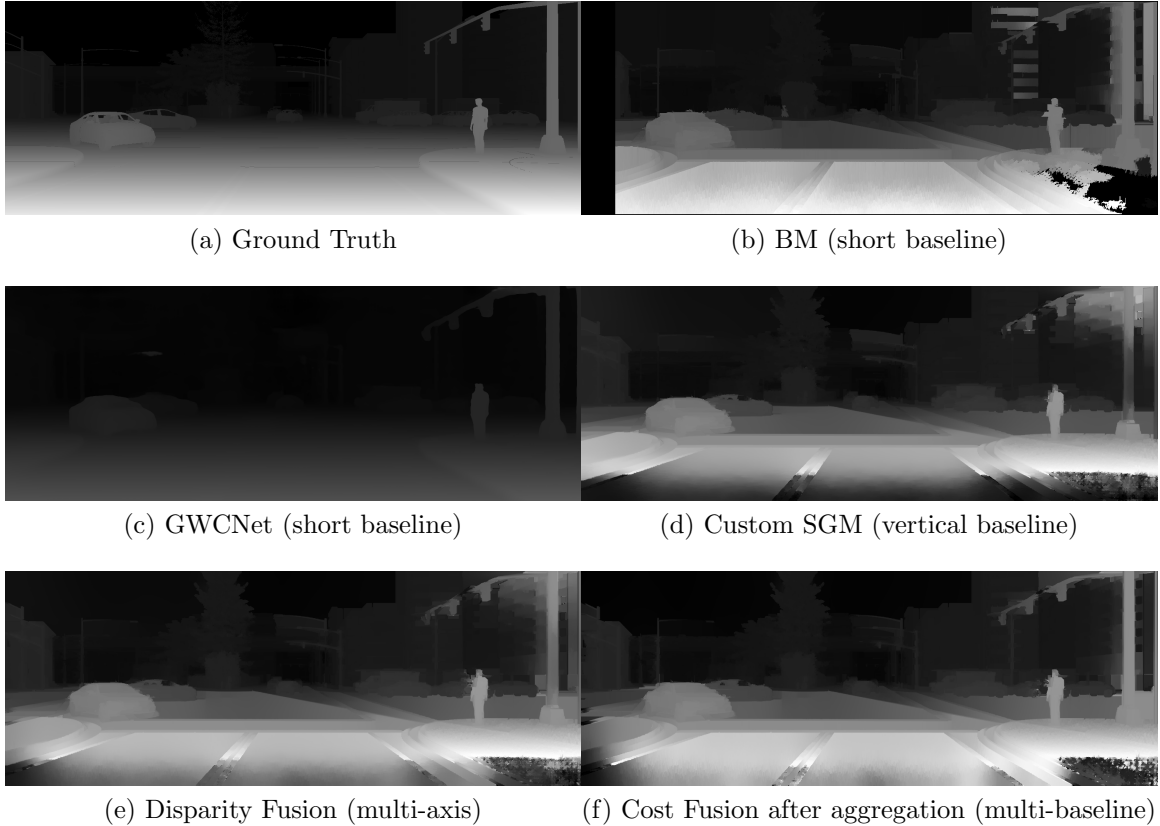 (a) Ground Truth
(b) BM (short baseline)
(c) GWCNet (short baseline)
(d) Custom SGM (vertical baseline)
(e) Disparity Fusion (multi-axis)
(f) Cost Fusion after aggregation (multi-baseline)